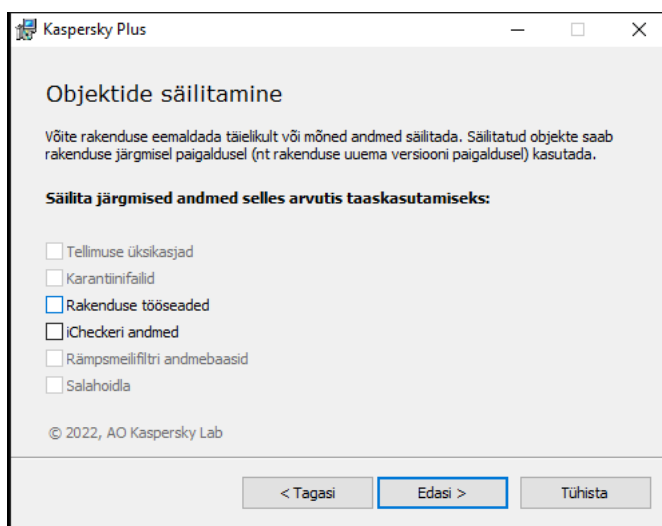 Kaspersky Plus
Objektide säilitamine
Võite rakenduse eemaldada täielikult või mõned andmed säilitada. Säilitatud objekte saab
rakenduse järgmisel paigaldusel (nt rakenduse uuema versiooni paigaldusel) kasutada.
Säilita järgmised andmed selles arvutis taaskasutamiseks:
Tellimuse üksikasjad
Karantiinifailid
Rakenduse tööseaded
iCheckeri andmed
Rämpsmeilifiltri andmebaasid
Salahoidla
© 2022, AO Kaspersky Lab
< Tagasi
Edasi >
Tühista